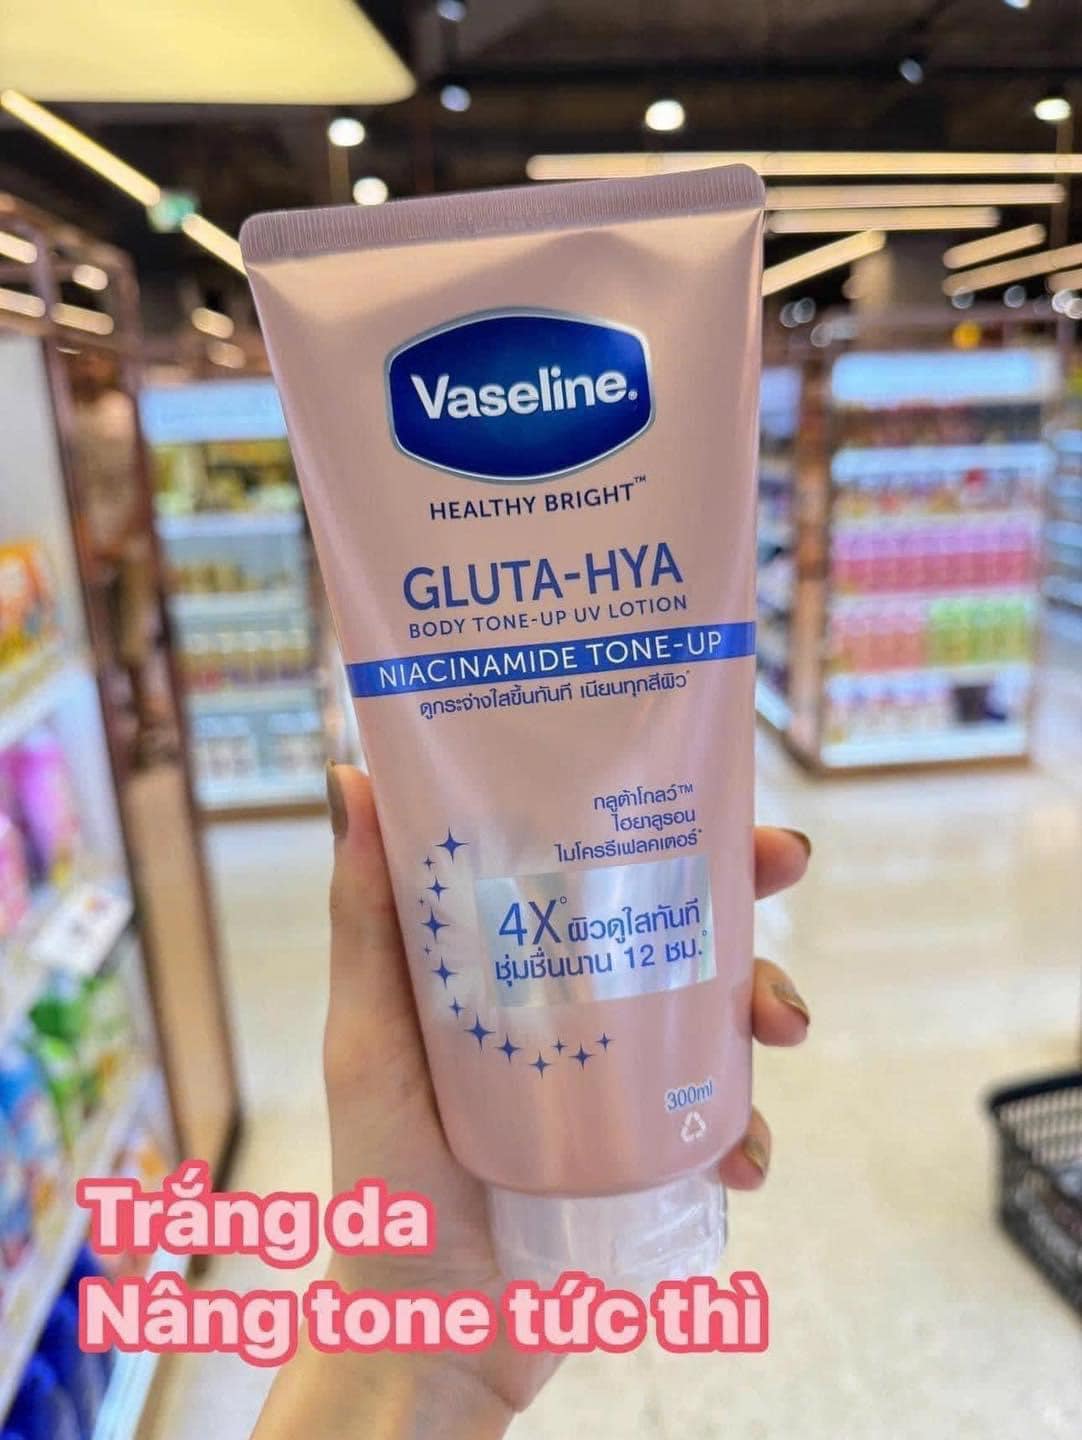 Vaseline®
HEALTHY BRIGHT™
GLUTA-HYA
BODY TONE-UP UV LOTION
NIACINAMIDE TONE-UP
ดูกระจ่างใสขึ้นทันที เนียนทุกสีผิว*
กลูต้าโกลว์™
ไฮยาลูรอน
ไมโครรีเฟลคเตอร์*
4X° ผิวดูใสทันที
ชุ่มชื่นนาน 12 ชม.°
300ml
Trắng da
Nâng tone tức thì